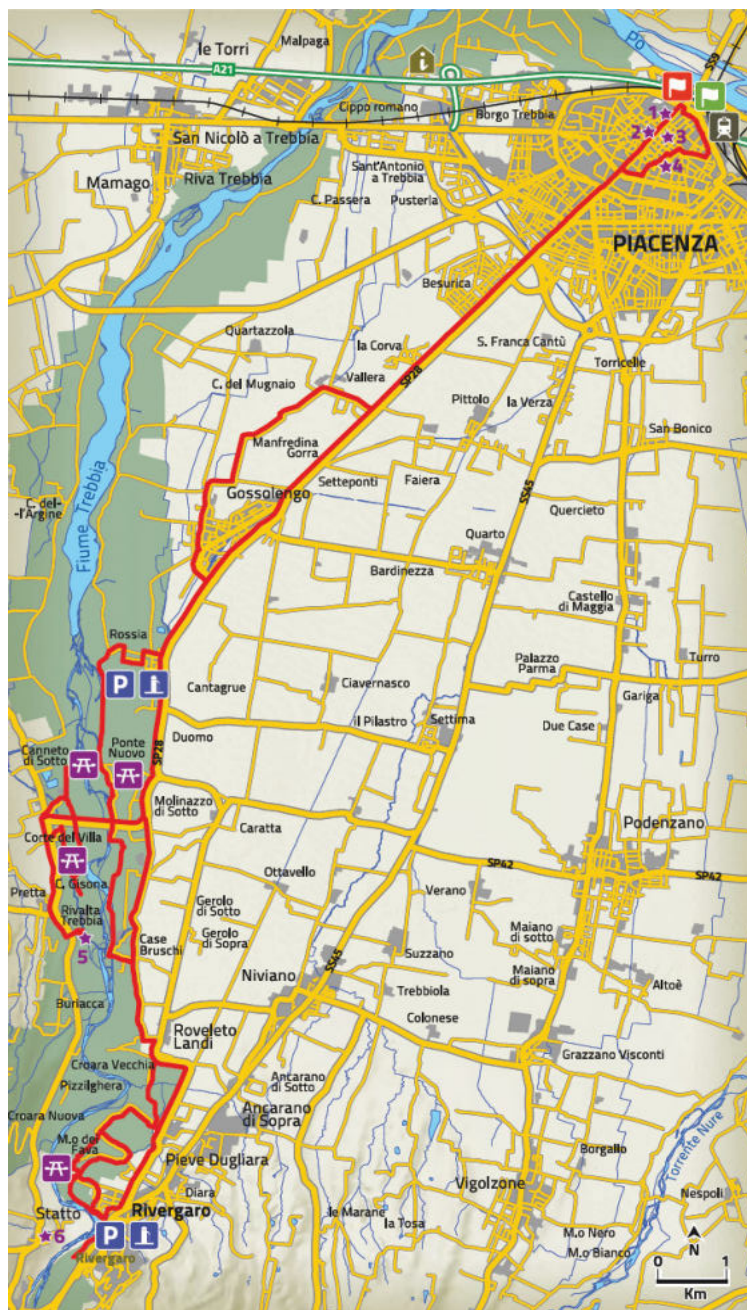 le Torri
Malpaga
Po
SS9
A21
Cippo romano
Borgo Trebbia
San Nicolò a Trebbia
Mamago
Riva Trebbia
Sant'Antonio
a Trebbia
C. Passera
Pusterla
1
2
3
4
PIACENZA
Besurica
Quartazzola
la Corva
S. Franca Cantù
Torricelle
C. del Mugnaio
Vallera
SP28
Pittolo
la Verza
San Bonico
Manfredina
Gorra
Setteponti
Faiera
SS45
Gossolengo
Quercieto
C. del-
l'Argine
Fiume Trebbia
Quarto
Bardinezza
Castello
di Maggia
Rossia
Turro
Palazzo
Parma
P
Cantagrue
Ciavernasco
Gariga
il Pilastro
Settima
Due Case
Duomo
Canneto
di Sotto
Ponte
Nuovo
SP28
Molinazzo
di Sotto
Caratta
Podenzano
Corte del Villa
SP42
SP42
C. Gisona
Ottavello
Verano
Pretta
Rivalta
Trebbia
5
Gerolo
di Sotto
Gerolo
di Sopra
Maiano
di sotto
Case
Bruschi
SS45
Suzzano
Maiano
di sopra
Altoè
Niviano
Trebbiola
Buriacca
Roveleto
Landi
Colonese
Grazzano Visconti
Croara Vecchia
Pizzilghera
Ancarano
di Sotto
Croara Nuova
Ancarano
di Sopra
M.o del
Fava
Borgallo
Torrente Nure
Pieve Dugliara
Vigolzone
Nespoli
Statto
Diara
Rivergaro
le Marane
la Tosa
6
P
M.o Nero
M.o Bianco
Rivergaro
N
0 1
Km